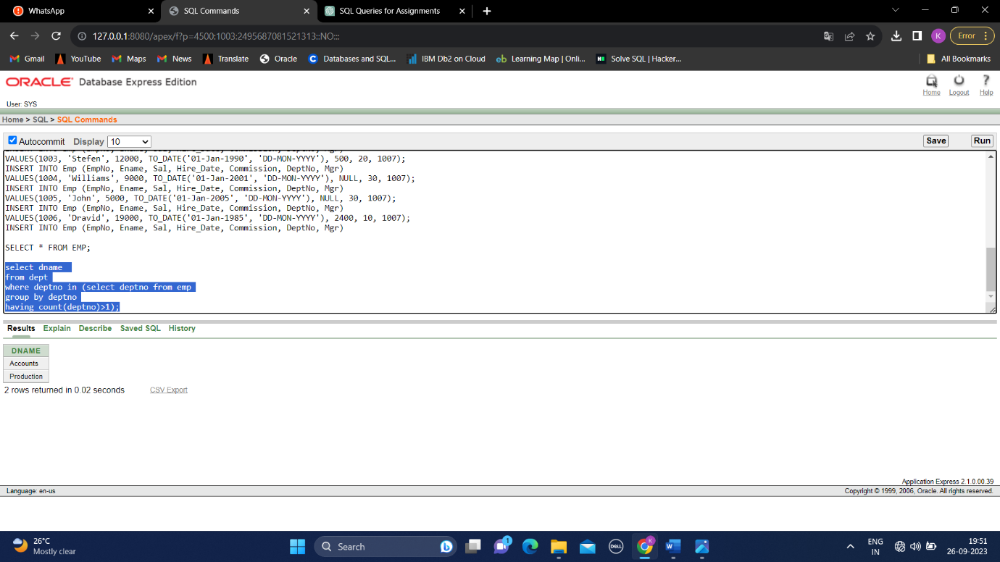 WhatsApp
SQL Commands
SQL Queries for Assignments
127.0.0.1:8080/apex/f?p=4500:1003:2495687081521313::NO:::
K
Error
Gmail
YouTube
Maps
News
Translate
Oracle
Databases and SQL...
IBM Db2 on Cloud
eb Learning Map | Onli...
Solve SQL | Hacker...
All Bookmarks
ORACLE Database Express Edition
Home
Logout
Help
User: SYS
Home > SQL > SQL Commands
Autocommit Display 10
Save
Run
VALUES(1003, 'Stefen', 12000, TO_DATE('01-Jan-1990', 'DD-MON-YYYY'), 500, 20, 1007);
INSERT INTO Emp (EmpNo, Ename, Sal, Hire_Date, Commission, DeptNo, Mgr)
VALUES(1004, 'Williams', 9000, TO_DATE('01-Jan-2001', 'DD-MON-YYYY'), NULL, 30, 1007);
INSERT INTO Emp (EmpNo, Ename, Sal, Hire_Date, Commission, DeptNo, Mgr)
VALUES(1005, 'John', 5000, TO_DATE('01-Jan-2005', 'DD-MON-YYYY'), NULL, 30, 1007);
INSERT INTO Emp (EmpNo, Ename, Sal, Hire_Date, Commission, DeptNo, Mgr)
VALUES(1006, 'Dravid', 19000, TO_DATE('01-Jan-1985', 'DD-MON-YYYY'), 2400, 10, 1007);
INSERT INTO Emp (EmpNo, Ename, Sal, Hire_Date, Commission, DeptNo, Mgr)
SELECT * FROM EMP;
select dname
from dept
where deptno in (select deptno from emp
group by deptno
having count(deptno)>1);
Results Explain Describe Saved SQL History
DNAME
Accounts
Production
2 rows returned in 0.02 seconds
CSV Export
Application Express 2.1.0.00.39
Language: en-us
Copyright © 1999, 2006, Oracle. All rights reserved.
26°C
Mostly clear
Search
1
DELL
K
W
ENG
IN
19:51
26-09-2023